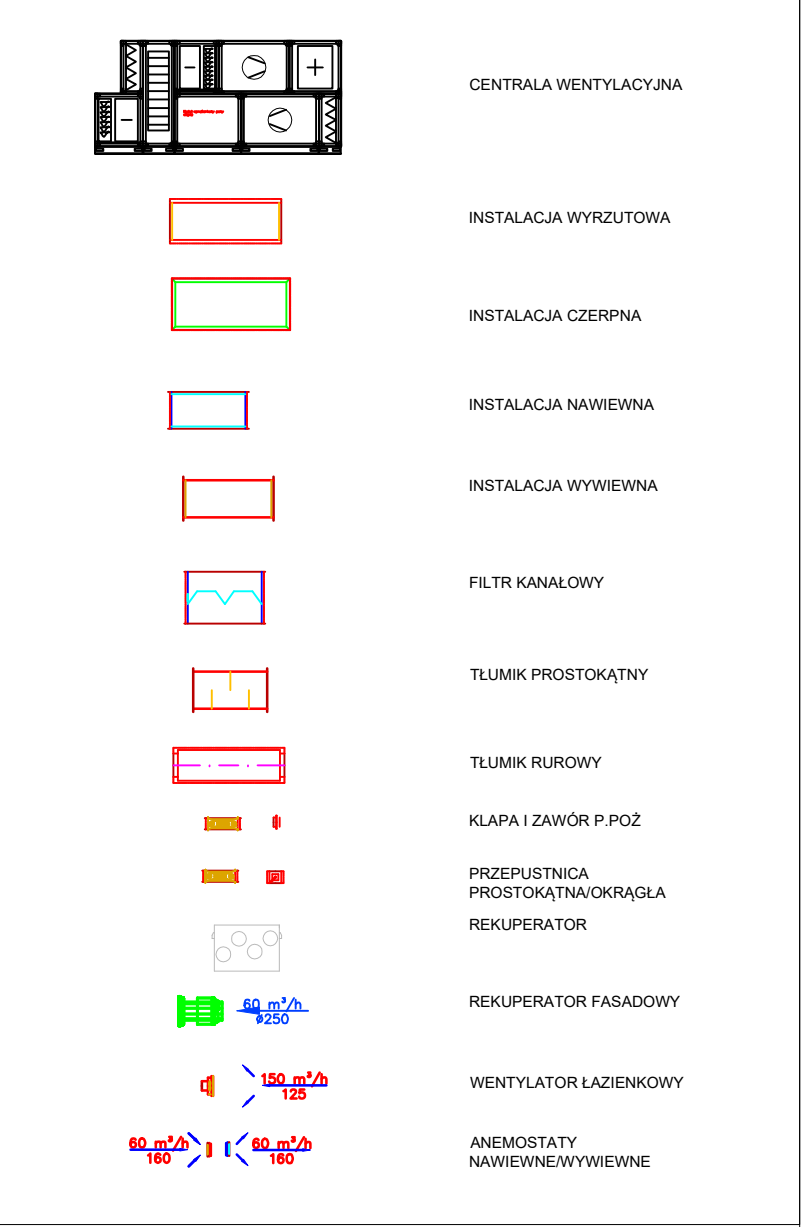 CENTRALA WENTYLACYJNA
INSTALACJA WYRZUTOWA
INSTALACJA CZERPNA
INSTALACJA NAWIEWNA
INSTALACJA WYWIEWNA
FILTR KANAŁOWY
TŁUMIK PROSTOKĄTNY
TŁUMIK RUROWY
KLAPA I ZAWÓR P.POŻ
PRZEPUSTNICA
PROSTOKĄTNA/OKRĄGŁA
REKUPERATOR
60 m³/h
ø250
REKUPERATOR FASADOWY
150 m³/h
125
WENTYLATOR ŁAZIENKOWY
60 m³/h
160
60 m³/h
160
ANEMOSTATY
NAWIEWNE/WYWIEWNE